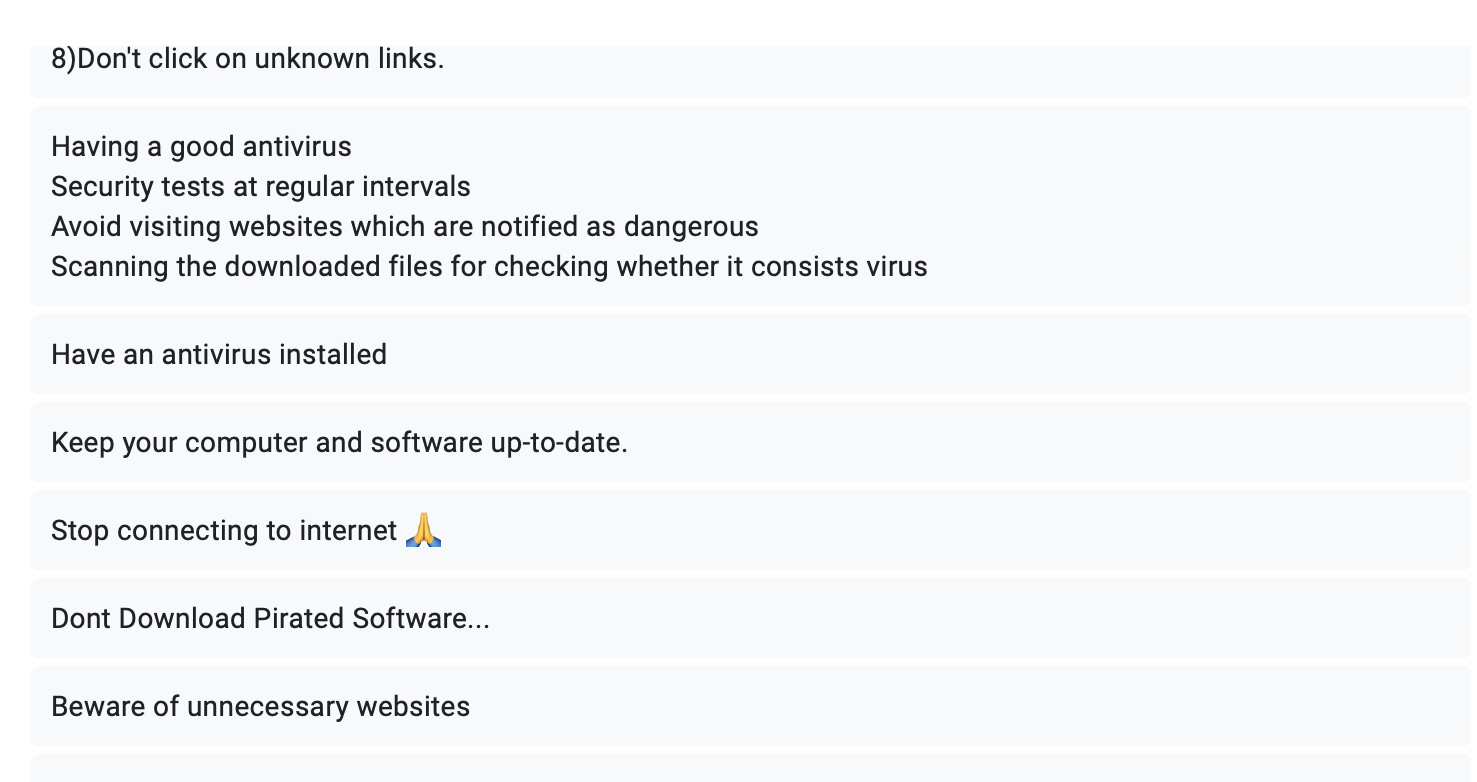 8)Don't click on unknown links.
Having a good antivirus
Security tests at regular intervals
Avoid visiting websites which are notified as dangerous
Scanning the downloaded files for checking whether it consists virus
Have an antivirus installed
Keep your computer and software up-to-date.
Stop connecting to internet 🙏
Dont Download Pirated Software...
Beware of unnecessary websites